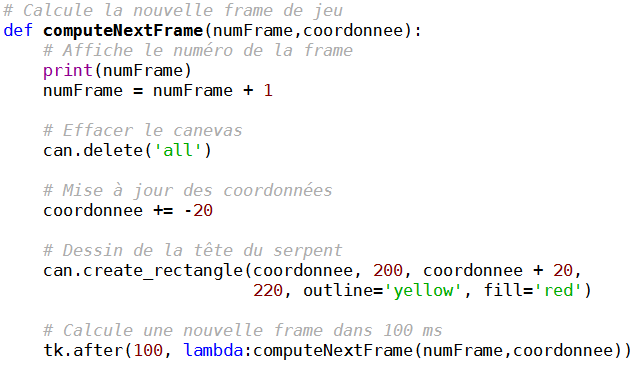 # Calcule la nouvelle frame de jeu
def computeNextFrame(numFrame,coordonnee):
    # Affiche le numéro de la frame
    print(numFrame)
    numFrame = numFrame + 1

    # Effacer le canevas
    can.delete('all')

    # Mise à jour des coordonnées
    coordonnee += -20

    # Dessin de la tête du serpent
    can.create_rectangle(coordonnee, 200, coordonnee + 20,
                         220, outline='yellow', fill='red')

    # Calcule une nouvelle frame dans 100 ms
    tk.after(100, lambda:computeNextFrame(numFrame,coordonnee))